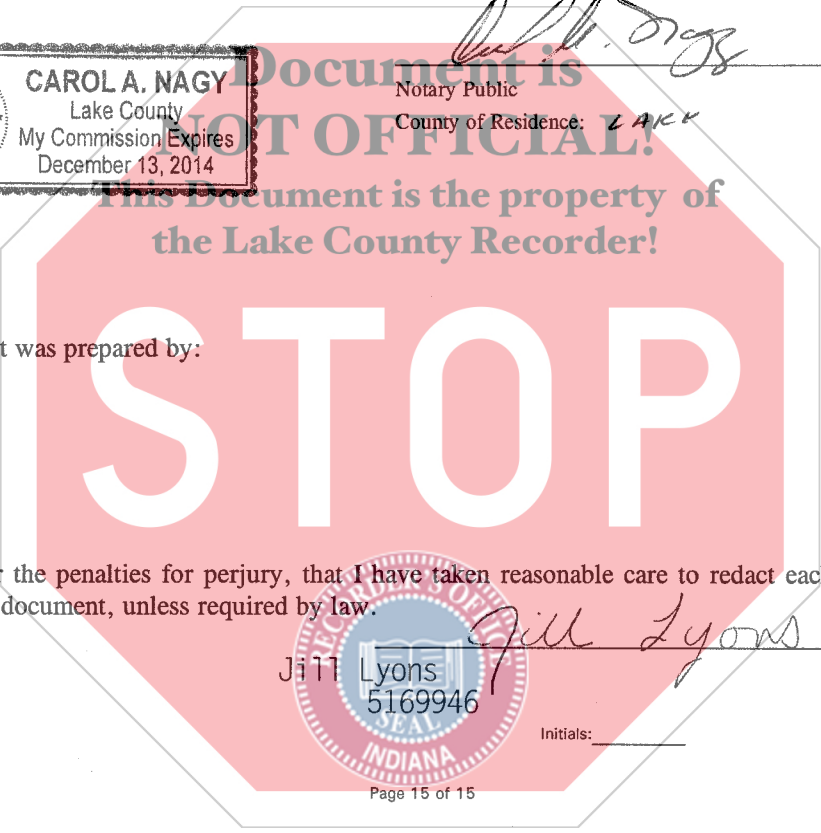 CAROL A. NAGY
Lake County
My Commission Expires
December 13, 2014
Notary Public
County of Residence: LAKE
Document is
NOT OFFICIAL!
This Document is the property of
the Lake County Recorder!
t was prepared by:
STOP
the penalties for perjury, that I have taken reasonable care to redact eac
document, unless required by law.
Jill Lyons
Jill Lyons
5169946
RECORDER'S OFFICE
SEAL
INDIANA
Initials:
Page 15 of 15